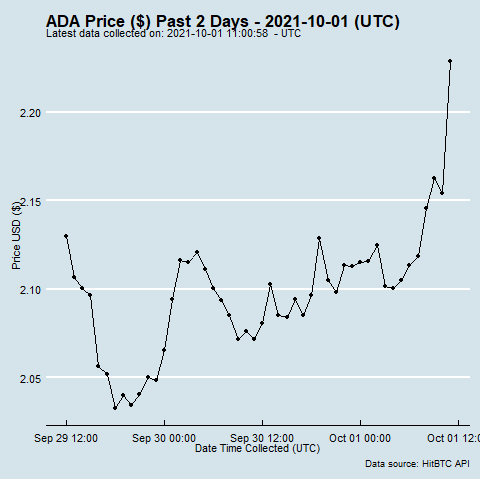 ADA Price ($) Past 2 Days - 2021-10-01 (UTC)
Latest data collected on: 2021-10-01 11:00:58 - UTC
2.20
2.15
2.10
2.05
Price USD ($)
Sep 29 12:00 Sep 30 00:00 Sep 30 12:00 Oct 01 00:00 Oct 01 12:0
Date Time Collected (UTC)
Data source: HitBTC API